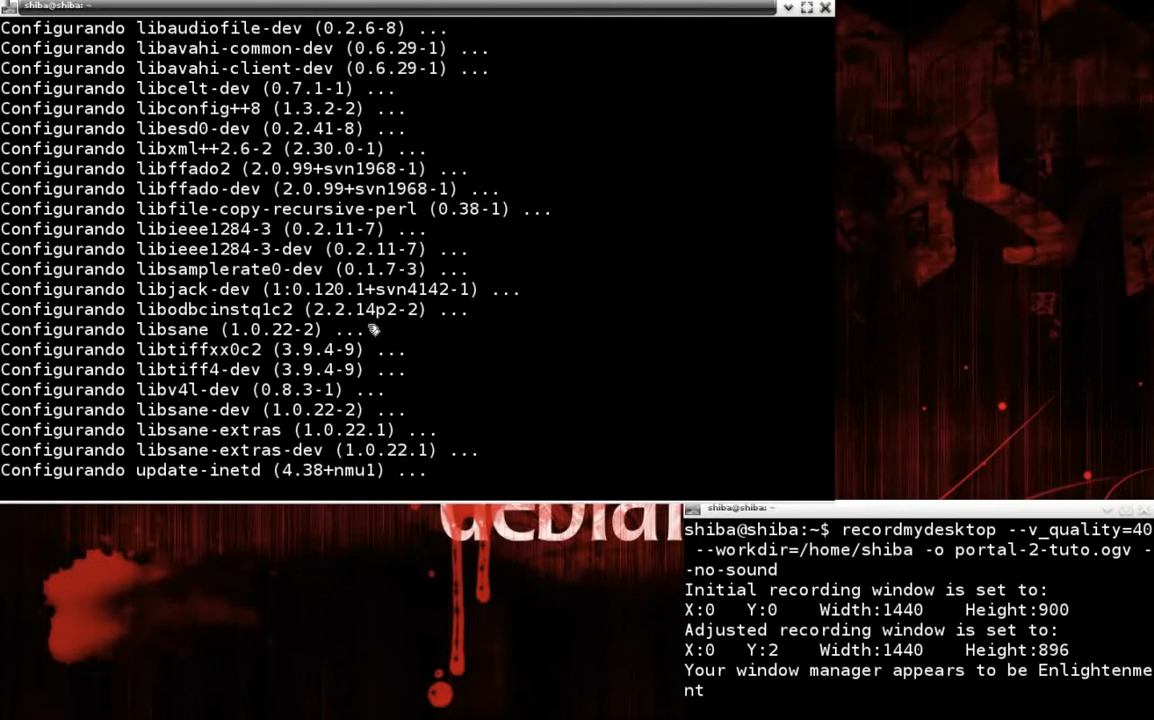 shiba@shiba: ~
Configurando libaudiofile-dev (0.2.6-8) ...
Configurando libavahi-common-dev (0.6.29-1) ...
Configurando libavahi-client-dev (0.6.29-1) ...
Configurando libcelt-dev (0.7.1-1) ...
Configurando libconfig++8 (1.3.2-2) ...
Configurando libesd0-dev (0.2.41-8) ...
Configurando libxml++2.6-2 (2.30.0-1) ...
Configurando libffado2 (2.0.99+svn1968-1) ...
Configurando libffado-dev (2.0.99+svn1968-1) ...
Configurando libfile-copy-recursive-perl (0.38-1) ...
Configurando libieee1284-3 (0.2.11-7) ...
Configurando libieee1284-3-dev (0.2.11-7) ...
Configurando libsamplerate0-dev (0.1.7-3) ...
Configurando libjack-dev (1:0.120.1+svn4142-1) ...
Configurando libodbcinstq1c2 (2.2.14p2-2) ...
Configurando libsane (1.0.22-2) ...
Configurando libtiffxx0c2 (3.9.4-9) ...
Configurando libtiff4-dev (3.9.4-9) ...
Configurando libv4l-dev (0.8.3-1) ...
Configurando libsane-dev (1.0.22-2) ...
Configurando libsane-extras (1.0.22.1) ...
Configurando libsane-extras-dev (1.0.22.1) ...
Configurando update-inetd (4.38+nmu1) ...
debian
shiba@shiba: ~
shiba@shiba:~$ recordmydesktop --v_quality=40
--workdir=/home/shiba -o portal-2-tuto.ogv -
-no-sound
Initial recording window is set to:
X:0 Y:0 Width:1440 Height:900
Adjusted recording window is set to:
X:0 Y:2 Width:1440 Height:896
Your window manager appears to be Enlightenme
nt